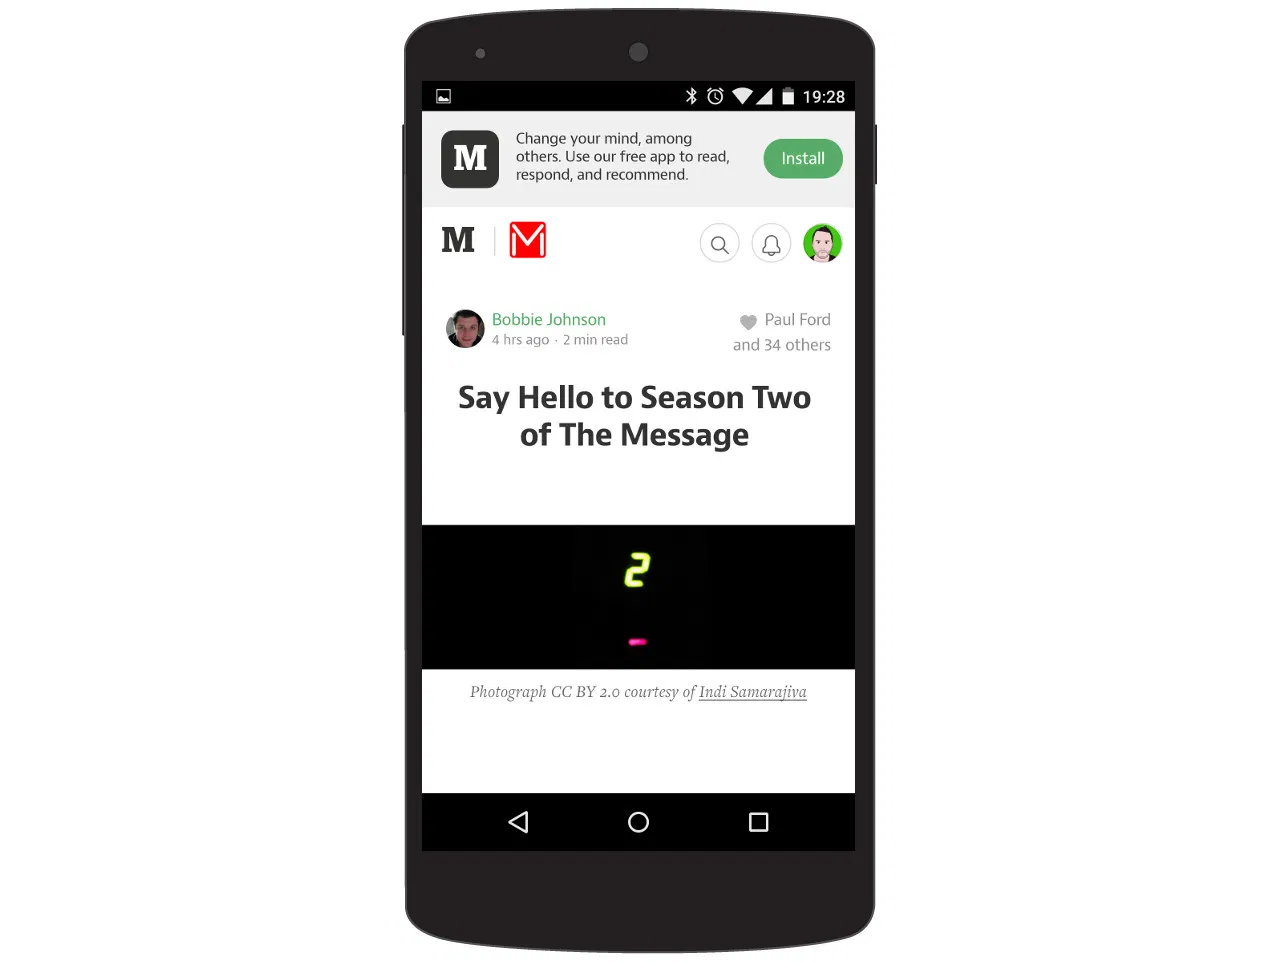 19:28
M
Change your mind, among
others. Use our free app to read,
respond, and recommend.
Install
M
M
Bobbie Johnson
4 hrs ago · 2 min read
Paul Ford
and 34 others
Say Hello to Season Two
of The Message
2
Photograph CC BY 2.0 courtesy of Indi Samarajiva